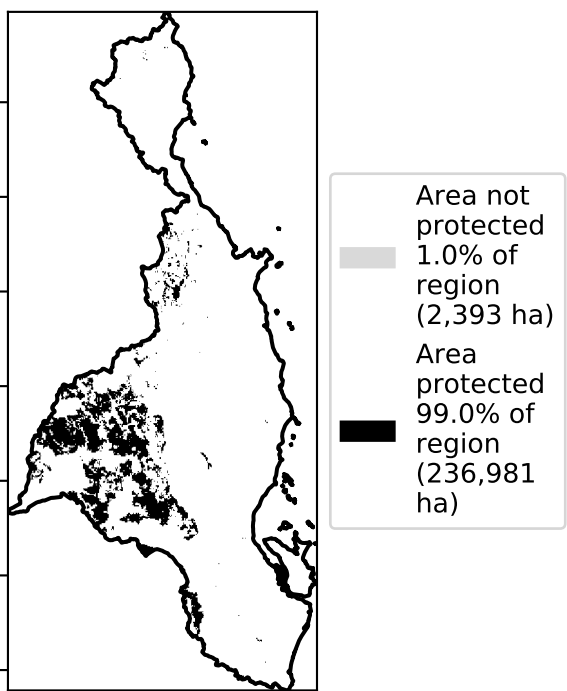 Area not
protected
1.0% of
region
(2,393 ha)
Area
protected
99.0% of
region
(236,981
ha)